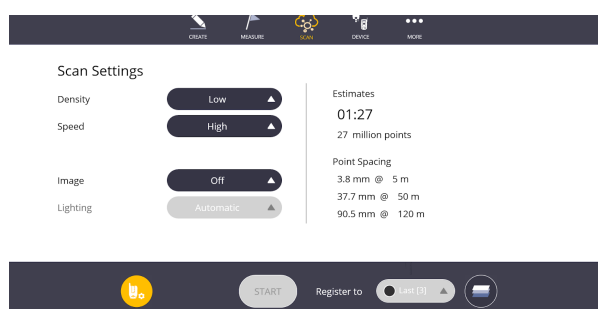 CREATE MEASURE SCAN DEVICE MORE
Scan Settings
Density Low
Speed High
Image Off
Lighting Automatic
Estimates
01:27
27 million points
Point Spacing
3.8 mm @ 5 m
37.7 mm @ 50 m
90.5 mm @ 120 m
START Register to Last [3]